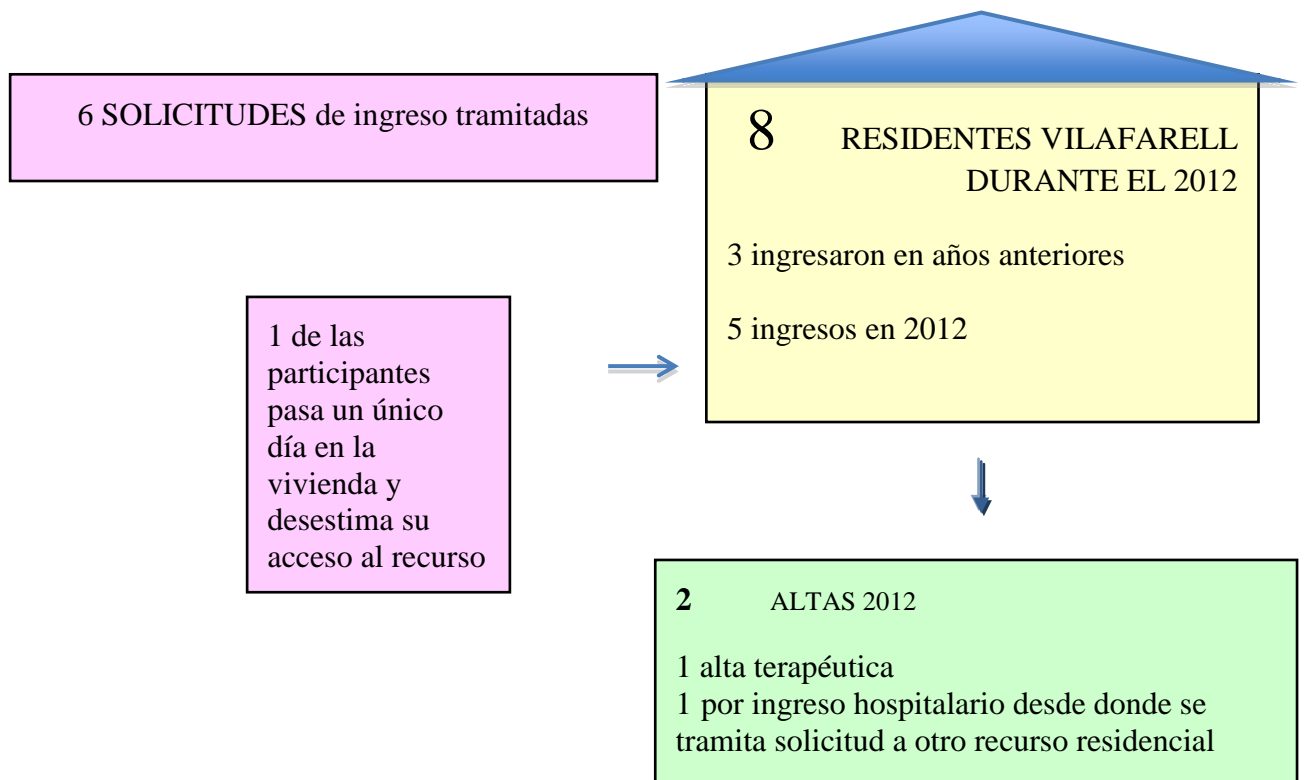 6 SOLICITUDES de ingreso tramitadas
8 RESIDENTES VILAFARELL
DURANTE EL 2012
3 ingresaron en años anteriores
5 ingresos en 2012
1 de las
participantes
pasa un único
día en la
vivienda y
desestima su
acceso al recurso
2 ALTAS 2012
1 alta terapéutica
1 por ingreso hospitalario desde donde se
tramita solicitud a otro recurso residencial